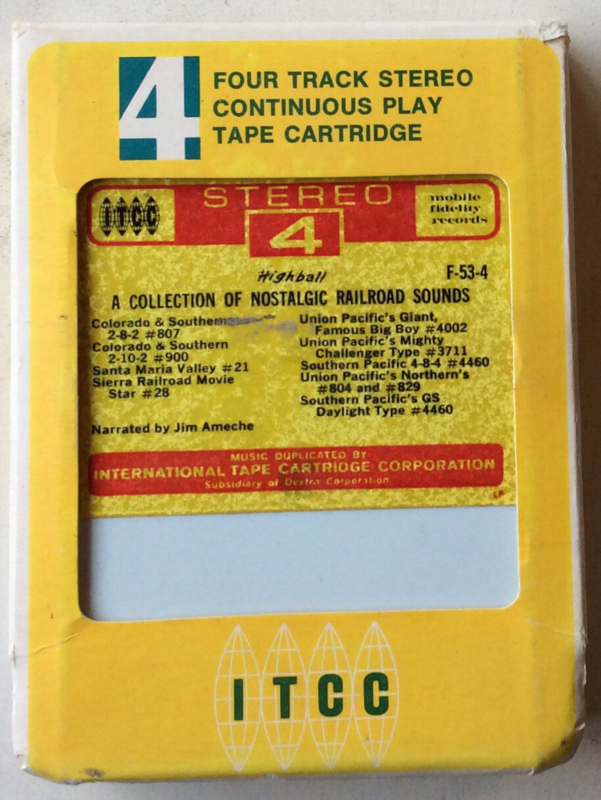 4
FOUR TRACK STEREO
CONTINUOUS PLAY
TAPE CARTRIDGE
ITCC
STEREO
4
mobile
fidelity
records
Highball
F-53-4
A COLLECTION OF NOSTALGIC RAILROAD SOUNDS
Colorado & Southern
2-8-2 #807
Colorado & Southern
2-10-2 #900
Santa Maria Valley #21
Sierra Railroad Movie
Star #28
Narrated by Jim Ameche
Union Pacific's Giant,
Famous Big Boy #4002
Union Pacific's Mighty
Challenger Type #3711
Southern Pacific 4-8-4 #4460
Union Pacific's Northern's
#804 and #829
Southern Pacific's GS
Daylight Type #4460
MUSIC DUPLICATED BY
INTERNATIONAL TAPE CARTRIDGE CORPORATION
Subsidiary of Dextra Corporation
ITCC